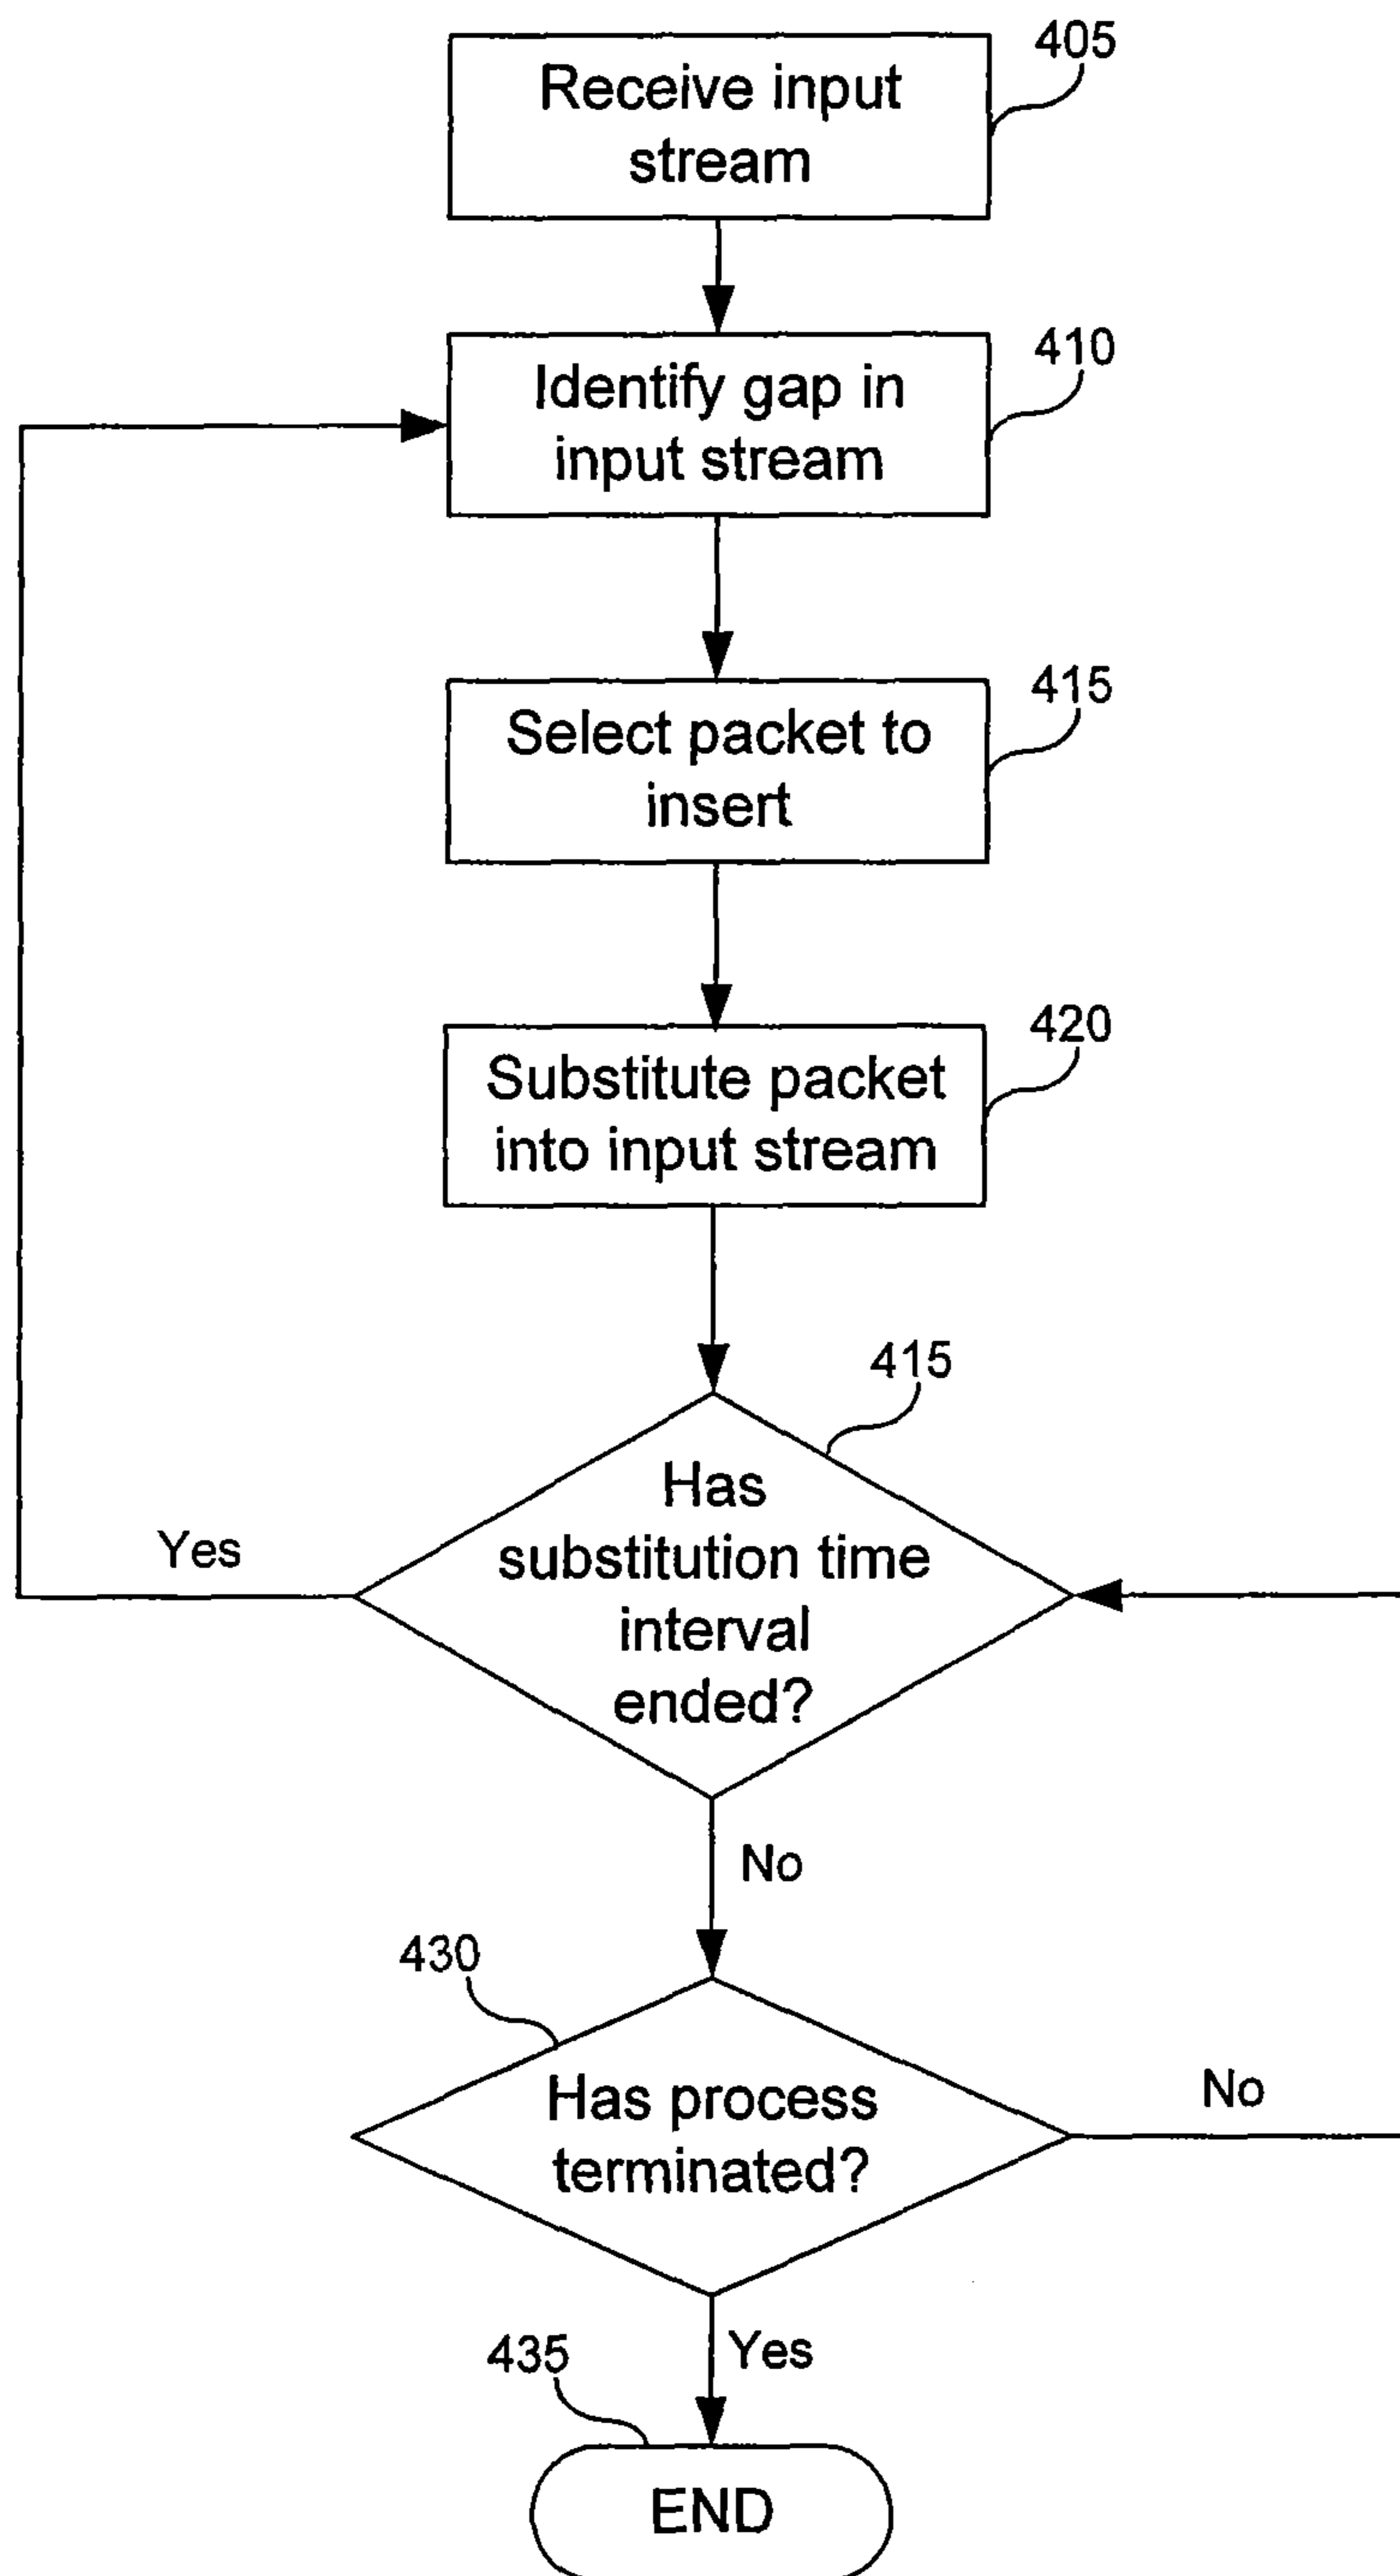 405
Receive input
stream
410
Identify gap in
input stream
415
Select packet to
insert
420
Substitute packet
into input stream
415
Has
substitution time
interval
ended?
Yes
No
430
Has process
terminated?
No
435
Yes
END